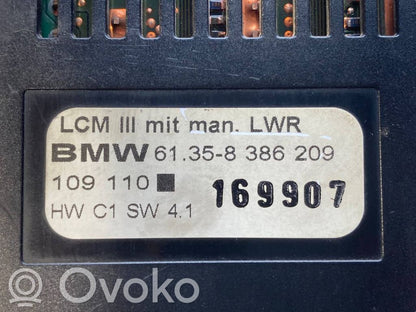 LCM III mit man. LWR
BMW 61.35-8 386 209
109 110 ■ 169907
HW C1 SW 4.1
© Ovoko